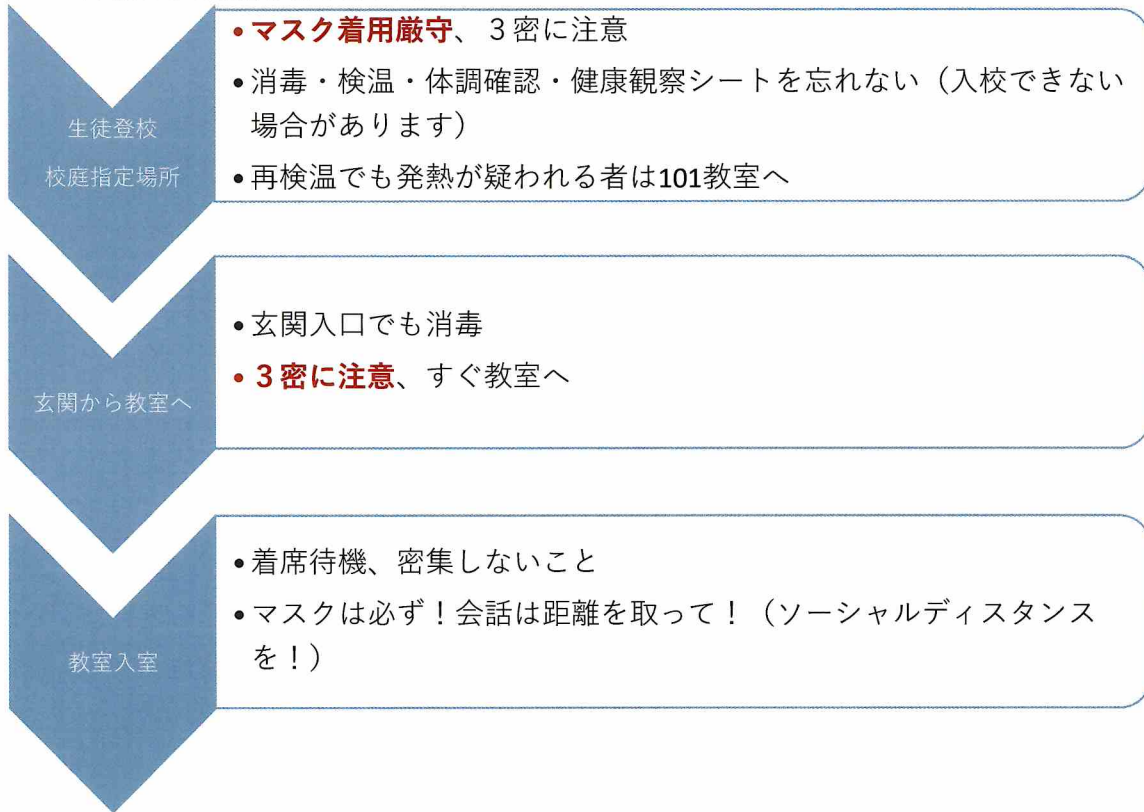 生徒登校
校庭指定場所
•マスク着用厳守、３密に注意
•消毒・検温・体調確認・健康観察シートを忘れない（入校できない
場合があります）
•再検温でも発熱が疑われる者は101教室へ
玄関から教室へ
•玄関入口でも消毒
•３密に注意、すぐ教室へ
教室入室
•着席待機、密集しないこと
•マスクは必ず！会話は距離を取って！（ソーシャルディスタンス
を！）